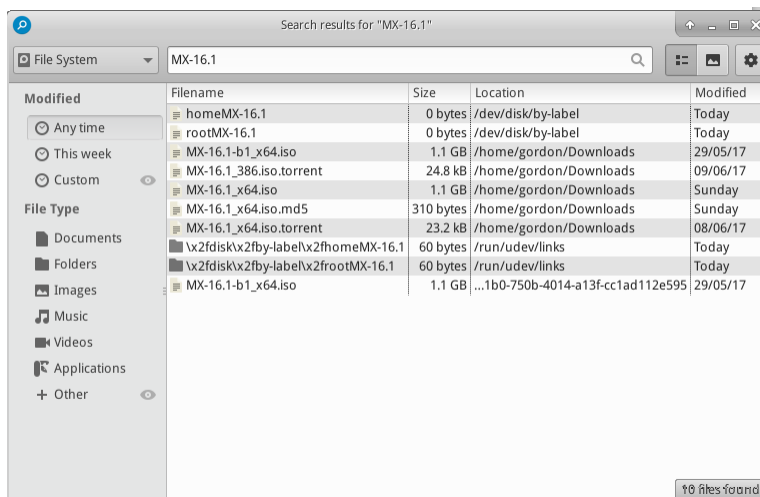 Search results for "MX-16.1"
File System MX-16.1
Modified
Any time
This week
Custom
File Type
Documents
Folders
Images
Music
Videos
Applications
Other
Filename Size Location Modified
homeMX-16.1 0 bytes /dev/disk/by-label Today
rootMX-16.1 0 bytes /dev/disk/by-label Today
MX-16.1-b1_x64.iso 1.1 GB /home/gordon/Downloads 29/05/17
MX-16.1_386.iso.torrent 24.8 kB /home/gordon/Downloads 09/06/17
MX-16.1_x64.iso 1.1 GB /home/gordon/Downloads Sunday
MX-16.1_x64.iso.md5 310 bytes /home/gordon/Downloads Sunday
MX-16.1_x64.iso.torrent 23.2 kB /home/gordon/Downloads 08/06/17
\x2fdisk\x2fby-label\x2fhomeMX-16.1 60 bytes /run/udev/links Today
\x2fdisk\x2fby-label\x2frootMX-16.1 60 bytes /run/udev/links Today
MX-16.1-b1_x64.iso 1.1 GB ...1b0-750b-4014-a13f-cc1ad112e595 29/05/17
10 files found